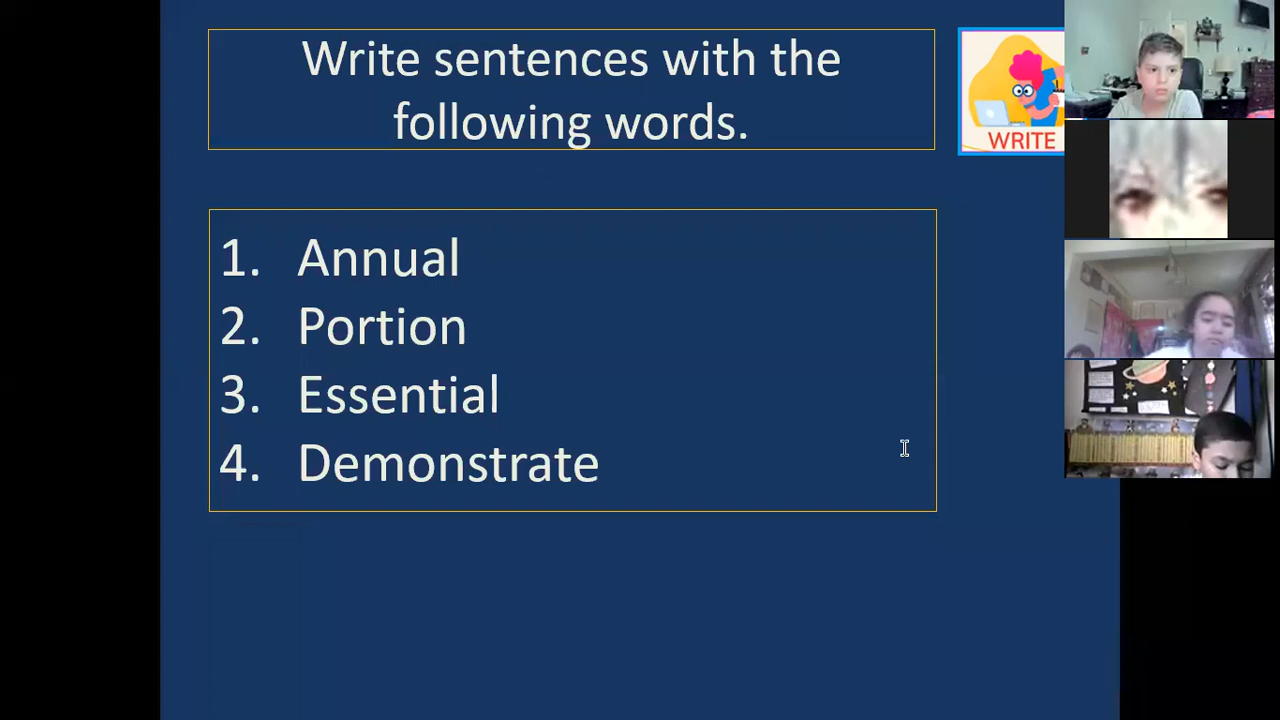 Write sentences with the
following words.
WRITE
1. Annual
2. Portion
3. Essential
4. Demonstrate